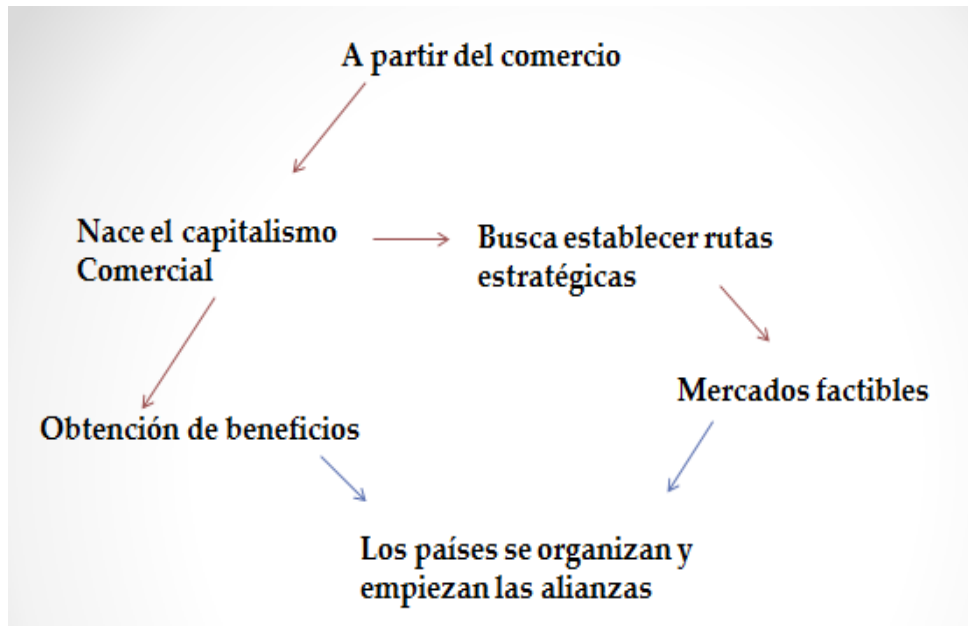 A partir del comercio
Nace el capitalismo
Comercial
Busca establecer rutas
estratégicas
Mercados factibles
Obtención de beneficios
Los países se organizan y
empiezan las alianzas